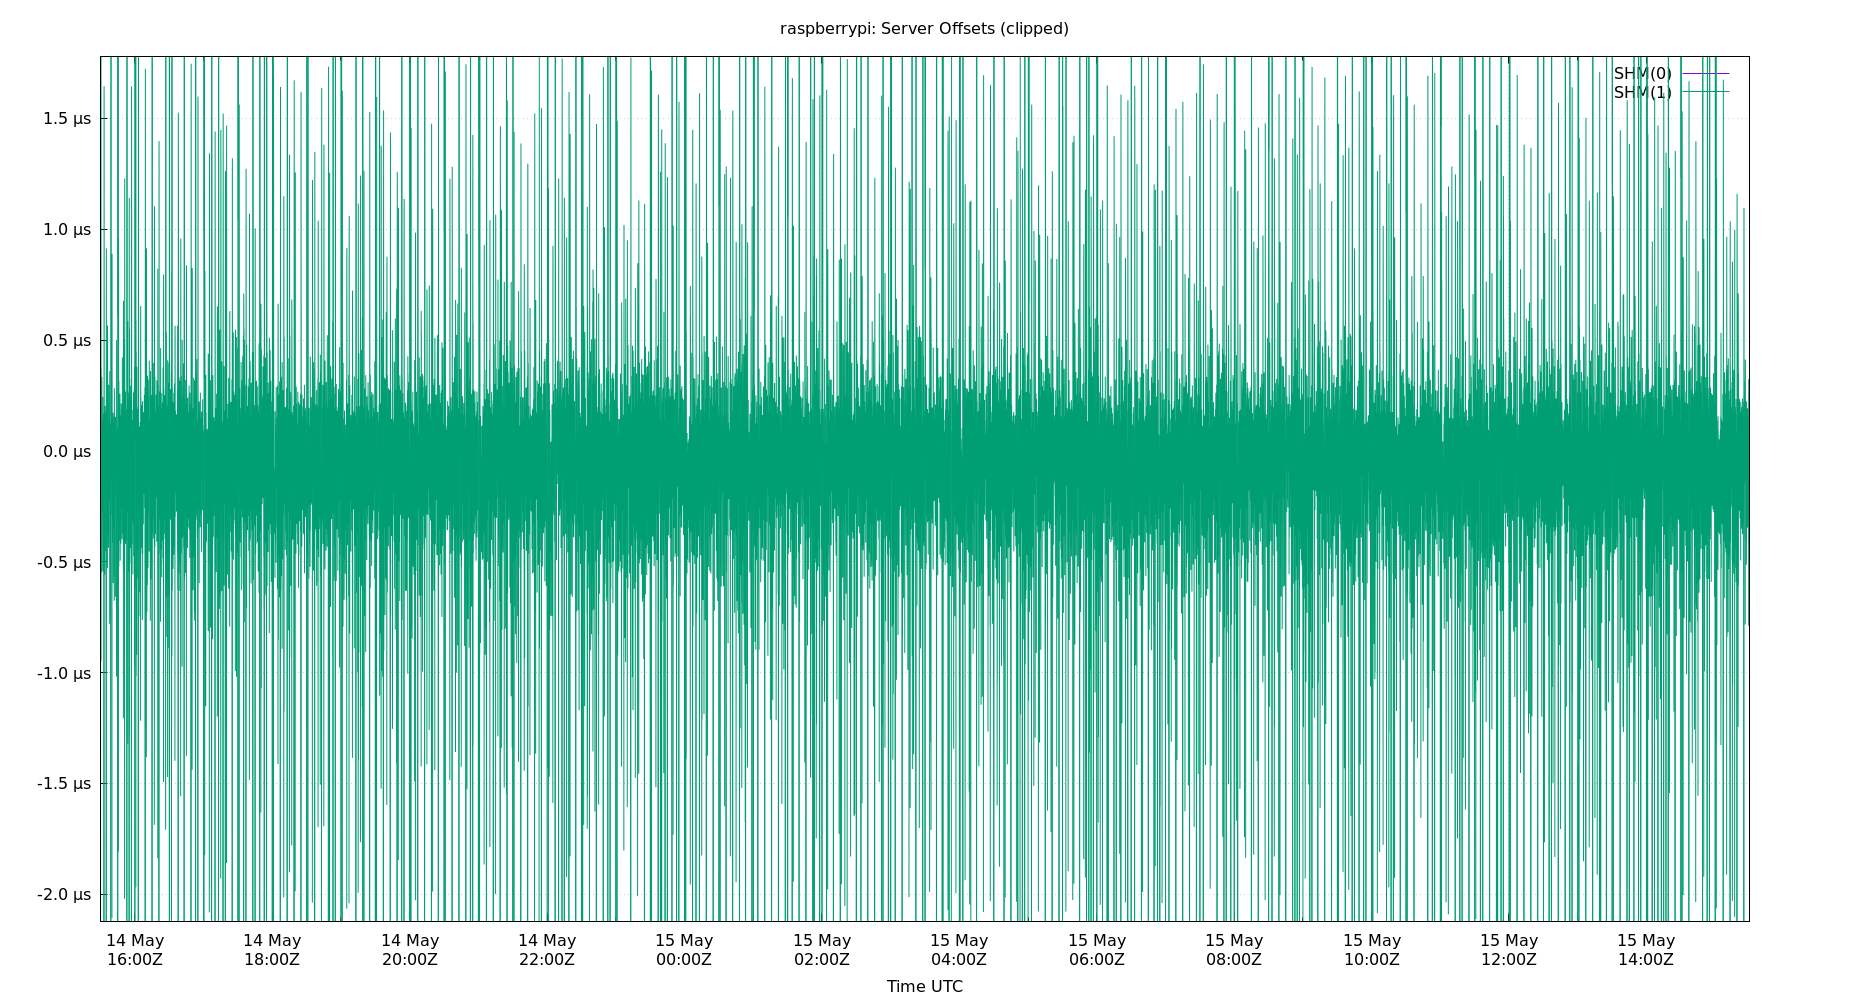 raspberrypi: Server Offsets (clipped)
SHM(0)
SHM(1)
1.5 µs
1.0 µs
0.5 µs
0.0 µs
-0.5 µs
-1.0 µs
-1.5 µs
-2.0 µs
14 May 14 May 14 May 14 May 15 May 15 May 15 May 15 May 15 May 15 May 15 May 15 May
16:00Z 18:00Z 20:00Z 22:00Z 00:00Z 02:00Z 04:00Z 06:00Z 08:00Z 10:00Z 12:00Z 14:00Z
Time UTC